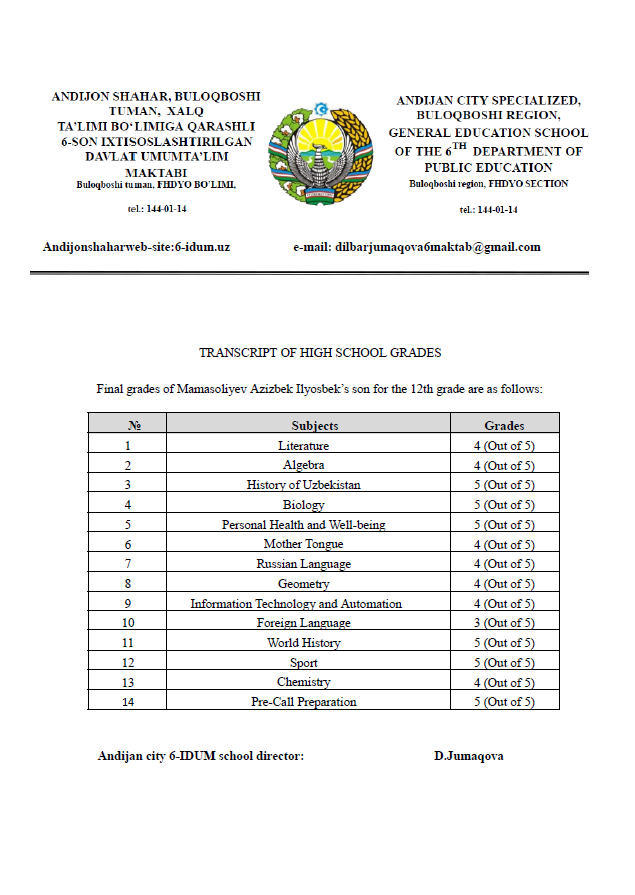 ANDIJON SHAHAR, BULOQBOSHI
TUMAN, XALQ
TA’LIMI BO‘LIMIGA QARASHLI
6-SON IXTISOSLASHTIRILGAN
DAVLAT UMUMTA’LIM
MAKTABI
Buloqboshi tuman, FHDYO BO'LIMI,
tel.: 144-01-14
ANDIJAN CITY SPECIALIZED,
BULOQBOSHI REGION,
GENERAL EDUCATION SCHOOL
OF THE 6TH DEPARTMENT OF
PUBLIC EDUCATION
Buloqboshi region, FHDYO SECTION
tel.: 144-01-14
Andijonshaharweb-site:6-idum.uz e-mail: dilbarjumaqova6maktab@gmail.com
TRANSCRIPT OF HIGH SCHOOL GRADES
Final grades of Mamasoliyev Azizbek Ilyosbek’s son for the 12th grade are as follows:
№ Subjects Grades
1 Literature 4 (Out of 5)
2 Algebra 4 (Out of 5)
3 History of Uzbekistan 5 (Out of 5)
4 Biology 5 (Out of 5)
5 Personal Health and Well-being 5 (Out of 5)
6 Mother Tongue 4 (Out of 5)
7 Russian Language 4 (Out of 5)
8 Geometry 4 (Out of 5)
9 Information Technology and Automation 4 (Out of 5)
10 Foreign Language 3 (Out of 5)
11 World History 5 (Out of 5)
12 Sport 5 (Out of 5)
13 Chemistry 4 (Out of 5)
14 Pre-Call Preparation 5 (Out of 5)
Andijan city 6-IDUM school director: D.Jumaqova